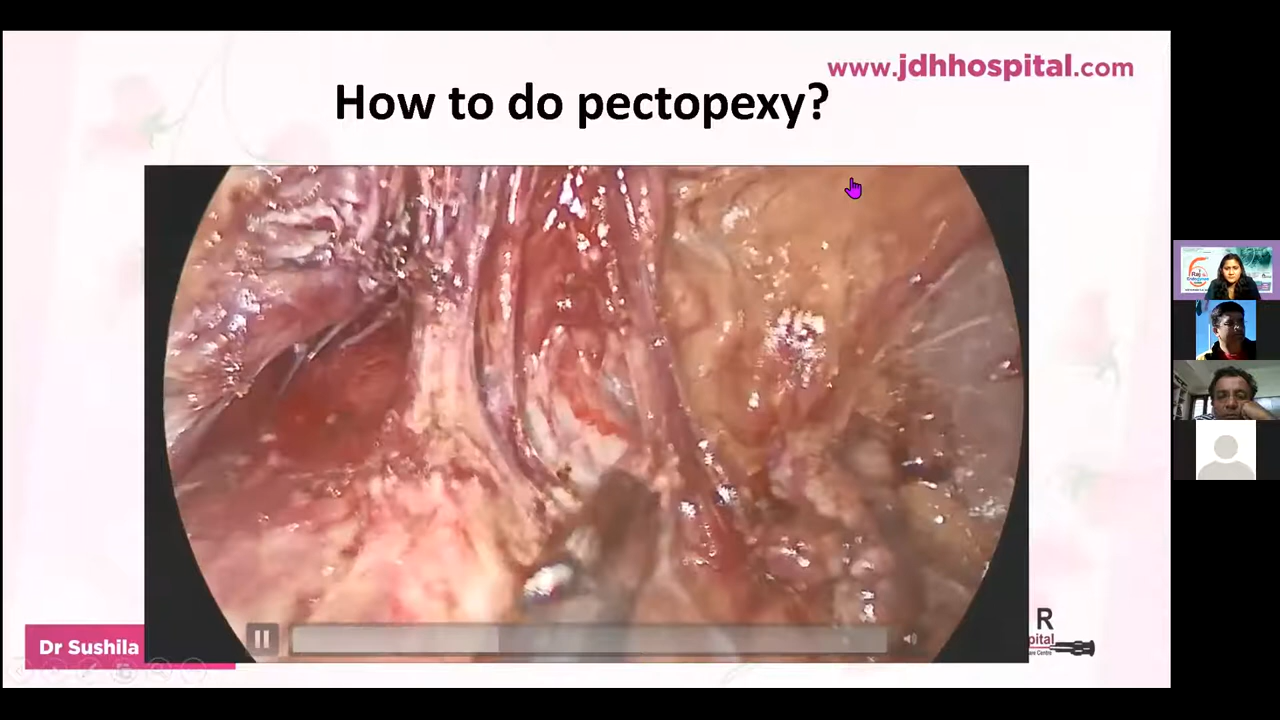 www.jdhhospital.com
How to do pectopexy?
Dr Sushila
R
pital